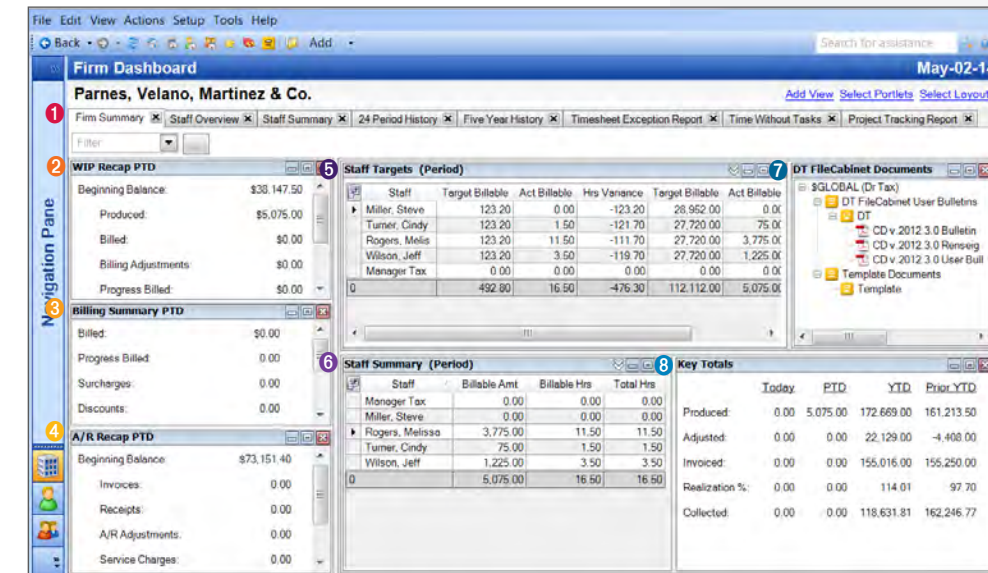 File Edit View Actions Setup Tools Help
Back Add Search for assistance
Firm Dashboard May-02-1
Parnes, Velano, Martinez & Co. Add View Select Portlets Select Layout
1 Firm Summary Staff Overview Staff Summary 24 Period History Five Year History Timesheet Exception Report Time Without Tasks Project Tracking Report
Filter
Navigation Pane
2 WIP Recap PTD
Beginning Balance: $38,147.50
Produced: $5,075.00
Billed: $0.00
Billing Adjustments $0.00
Progress Billed: $0.00
3 Billing Summary PTD
Billed: $0.00
Progress Billed: 0.00
Surcharges: 0.00
Discounts: 0.00
4 A/R Recap PTD
Beginning Balance: $73,151.40
Invoices: 0.00
Receipts: 0.00
A/R Adjustments: 0.00
Service Charges: 0.00
5 Staff Targets (Period)
Staff Target Billable Act Billable Hrs Variance Target Billable Act Billable
Miller, Steve 123.20 0.00 -123.20 28,952.00 0.00
Turner, Cindy 123.20 1.50 -121.70 27,720.00 75.00
Rogers, Melis 123.20 11.50 -111.70 27,720.00 3,775.00
Wilson, Jeff 123.20 3.50 -119.70 27,720.00 1,225.00
Manager Tax 0.00 0.00 0.00 0.00 0.00
0 492.80 16.50 -476.30 112,112.00 5,075.00
6 Staff Summary (Period)
Staff Billable Amt Billable Hrs Total Hrs
Manager Tax 0.00 0.00 0.00
Miller, Steve 0.00 0.00 0.00
Rogers, Melissa 3,775.00 11.50 11.50
Turner, Cindy 75.00 1.50 1.50
Wilson, Jeff 1,225.00 3.50 3.50
0 5,075.00 16.50 16.50
7 DT FileCabinet Documents
$GLOBAL (Dr Tax)
DT FileCabinet User Bulletins
DT
CD v.2012 3.0 Bulletin
CD v.2012 3.0 Renseig
CD v.2012 3.0 User Bull
Template Documents
Template
8 Key Totals
Today PTD YTD Prior YTD
Produced: 0.00 5,075.00 172,669.00 161,213.50
Adjusted: 0.00 0.00 22,129.00 -4,408.00
Invoiced: 0.00 0.00 155,016.00 155,250.00
Realization %: 0.00 0.00 114.01 97.70
Collected: 0.00 0.00 118,631.81 162,246.77